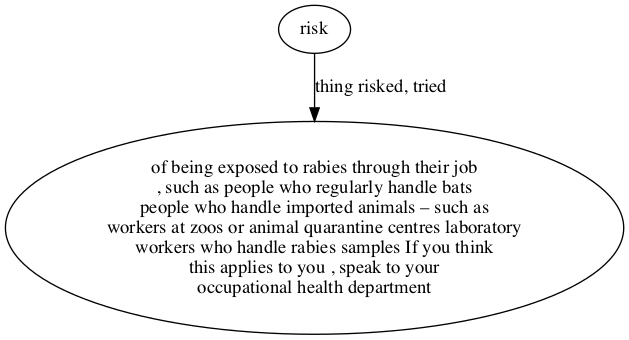 risk
thing risked, tried
of being exposed to rabies through their job
, such as people who regularly handle bats
people who handle imported animals – such as
workers at zoos or animal quarantine centres laboratory
workers who handle rabies samples If you think
this applies to you , speak to your
occupational health department